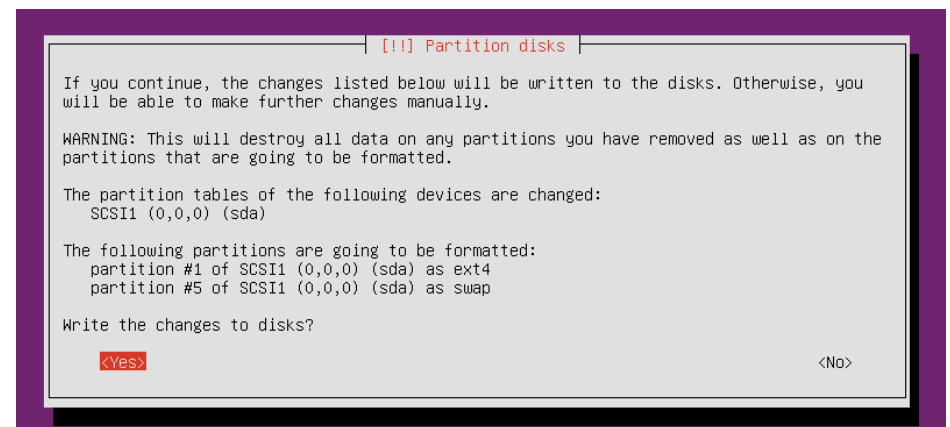 [!!] Partition disks
If you continue, the changes listed below will be written to the disks. Otherwise, you
will be able to make further changes manually.
WARNING: This will destroy all data on any partitions you have removed as well as on the
partitions that are going to be formatted.
The partition tables of the following devices are changed:
SCSI1 (0,0,0) (sda)
The following partitions are going to be formatted:
partition #1 of SCSI1 (0,0,0) (sda) as ext4
partition #5 of SCSI1 (0,0,0) (sda) as swap
Write the changes to disks?
<Yes> <No>